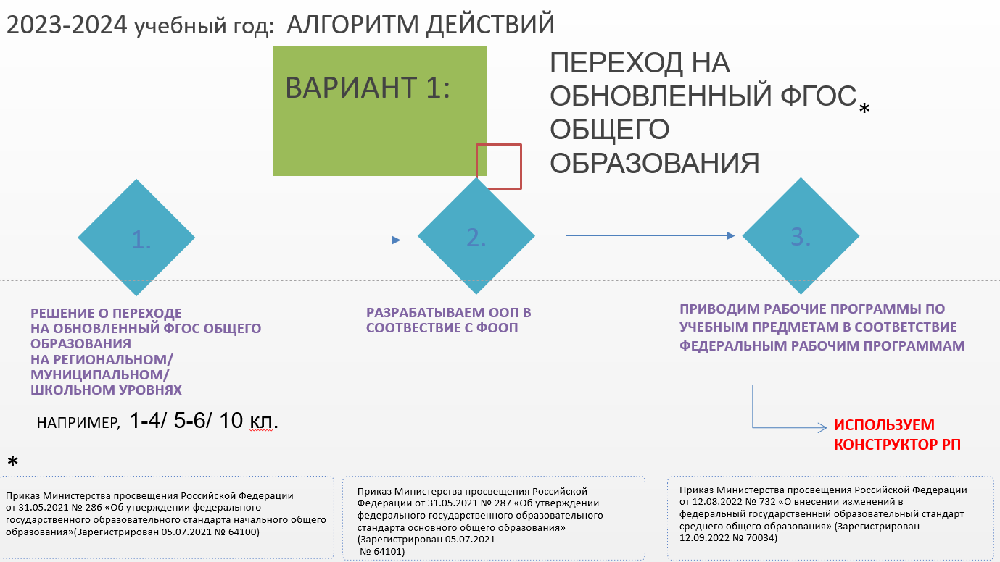 2023-2024 учебный год: АЛГОРИТМ ДЕЙСТВИЙ
ВАРИАНТ 1:
ПЕРЕХОД НА
ОБНОВЛЕННЫЙ ФГОС*
ОБЩЕГО
ОБРАЗОВАНИЯ
1.
2.
3.
РЕШЕНИЕ О ПЕРЕХОДЕ
НА ОБНОВЛЕННЫЙ ФГОС ОБЩЕГО
ОБРАЗОВАНИЯ
НА РЕГИОНАЛЬНОМ/
МУНИЦИПАЛЬНОМ/
ШКОЛЬНОМ УРОВНЯХ
НАПРИМЕР, 1-4/ 5-6/ 10 кл.
РАЗРАБАТЫВАЕМ ООП В
СООТВЕСТВИЕ С ФООП
ПРИВОДИМ РАБОЧИЕ ПРОГРАММЫ ПО
УЧЕБНЫМ ПРЕДМЕТАМ В СООТВЕТСТВИЕ
ФЕДЕРАЛЬНЫМ РАБОЧИМ ПРОГРАММАМ
ИСПОЛЬЗУЕМ
КОНСТРУКТОР РП
*
Приказ Министерства просвещения Российской Федерации
от 31.05.2021 № 286 «Об утверждении федерального
государственного образовательного стандарта начального общего
образования»(Зарегистрирован 05.07.2021 № 64100)
Приказ Министерства просвещения Российской
Федерации от 31.05.2021 № 287 «Об утверждении
федерального государственного образовательного
стандарта основного общего образования»
(Зарегистрирован 05.07.2021
№ 64101)
Приказ Министерства просвещения Российской Федерации
от 12.08.2022 № 732 «О внесении изменений в
федеральный государственный образовательный стандарт
среднего общего образования» (Зарегистрирован
12.09.2022 № 70034)